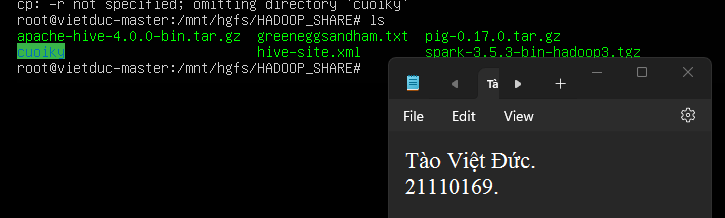 cp: -r not specified; omitting directory 'cuoiky'
root@vietduc-master:/mnt/hgfs/HADOOP_SHARE# ls
apache-hive-4.0.0-bin.tar.gz greeneggsandham.txt pig-0.17.0.tar.gz
cuoiky hive-site.xml spark-3.5.3-bin-hadoop3.tgz
root@vietduc-master:/mnt/hgfs/HADOOP_SHARE#
Tà
File Edit View
Tào Việt Đức.
21110169.